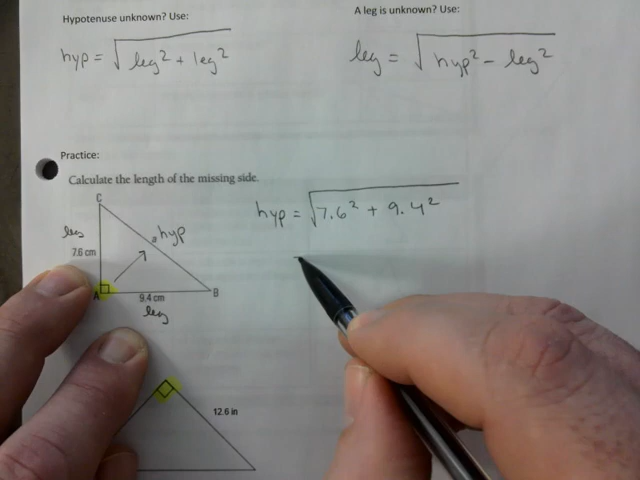 Hypotenuse unknown? Use:
A leg is unknown? Use:
hyp = √leg² + leg²
leg = √hyp² - leg²
Practice:
Calculate the length of the missing side.
C
leg
hyp
7.6 cm
A
B
9.4 cm
leg
hyp = √7.6² + 9.4²
12.6 in